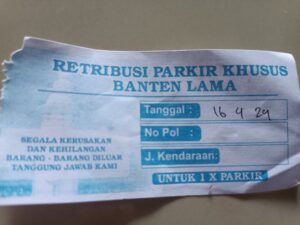 RETRIBUSI PARKIR KHUSUS
BANTEN LAMA
Tanggal : 16 4 24
No Pol :
J. Kendaraan:
UNTUK 1 X PARKIR
SEGALA KERUSAKAN
DAN KEHILANGAN
BARANG - BARANG DILUAR
TANGGUNG JAWAB KAMI